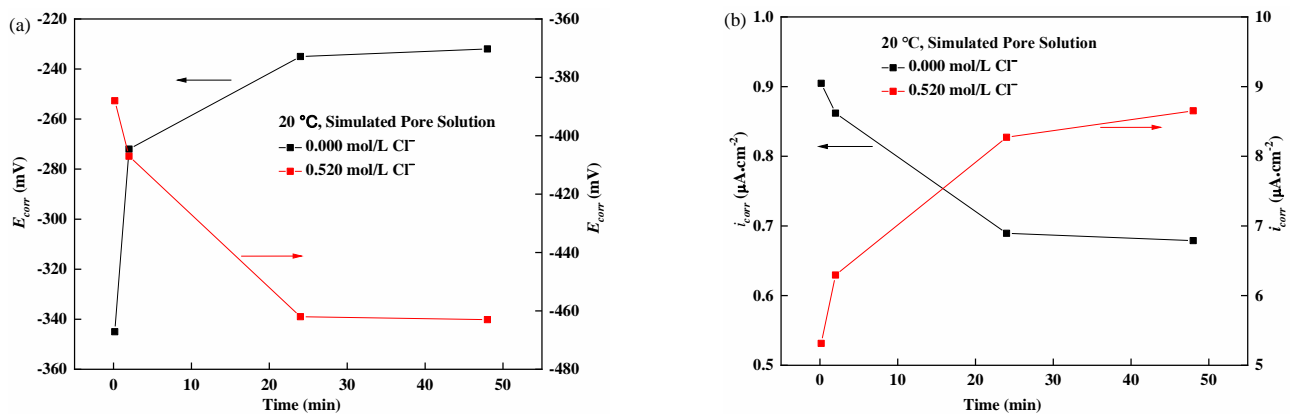 (a)
-220
-240
-260
-280
-300
-320
-340
-360
E_corr (mV)
-360
-380
-400
-420
-440
-460
-480
E_corr (mV)
20 ℃, Simulated Pore Solution
0.000 mol/L Cl⁻
0.520 mol/L Cl⁻
0 10 20 30 40 50
Time (min)
(b)
1.0
0.9
0.8
0.7
0.6
0.5
i_corr (μA.cm⁻²)
10
9
8
7
6
5
i_corr (μA.cm⁻²)
20 ℃, Simulated Pore Solution
0.000 mol/L Cl⁻
0.520 mol/L Cl⁻
0 10 20 30 40 50
Time (min)